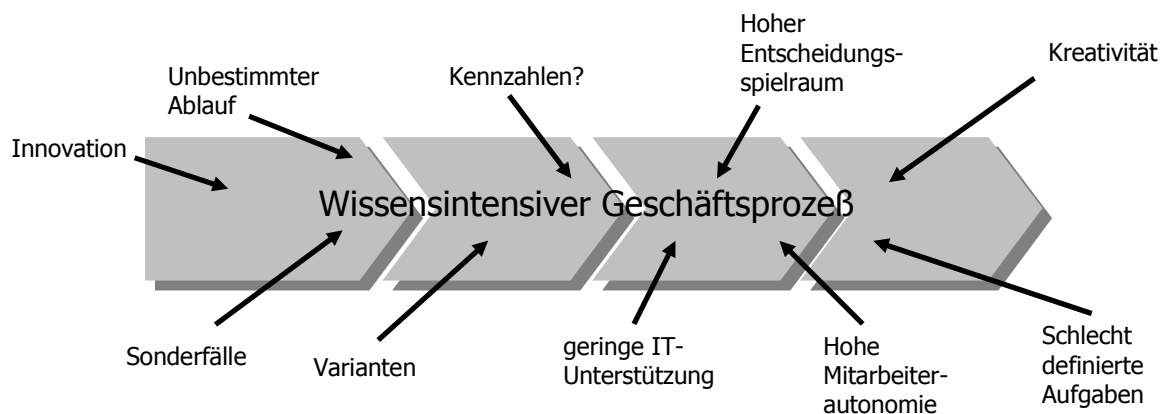 Innovation
Unbestimmter
Ablauf
Kennzahlen?
Hoher
Entscheidungs-
spielraum
Kreativität
Wissensintensiver Geschäftsprozeß
Sonderfälle
Varianten
geringe IT-
Unterstützung
Hohe
Mitarbeiter-
autonomie
Schlecht
definierte
Aufgaben